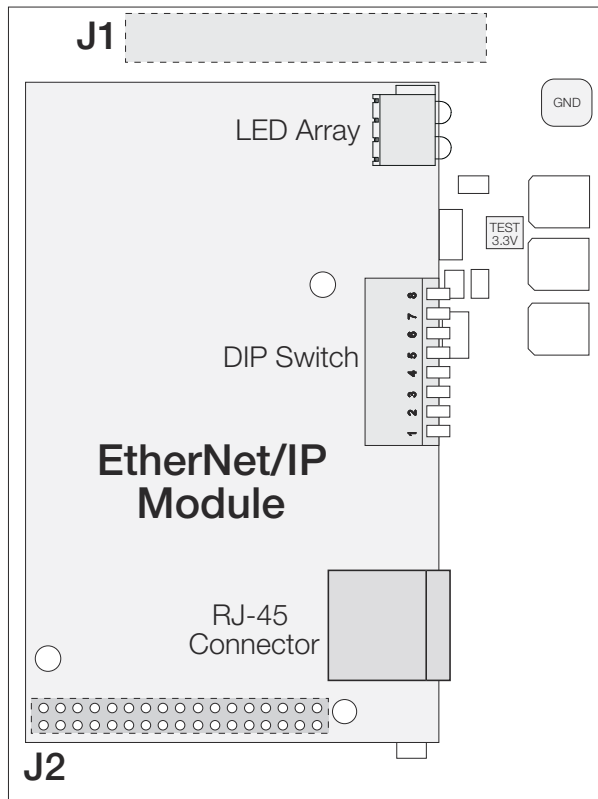 J1
GND
LED Array
TEST
3.3V
8
7
6
5
4
3
2
1
DIP Switch
EtherNet/IP
Module
RJ-45
Connector
J2